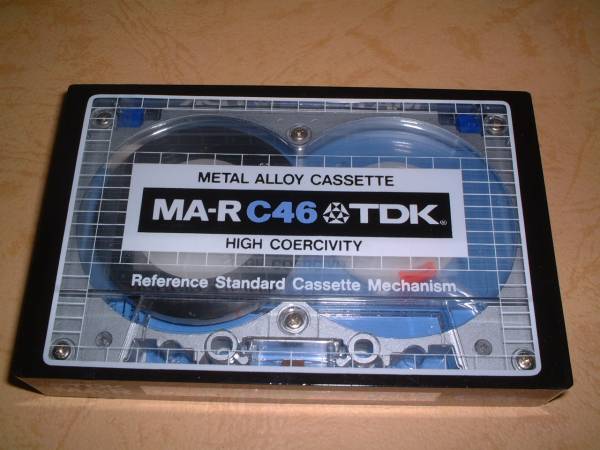 METAL ALLOY CASSETTE
MA-R C46 TDK®
HIGH COERCIVITY
Reference Standard Cassette Mechanism